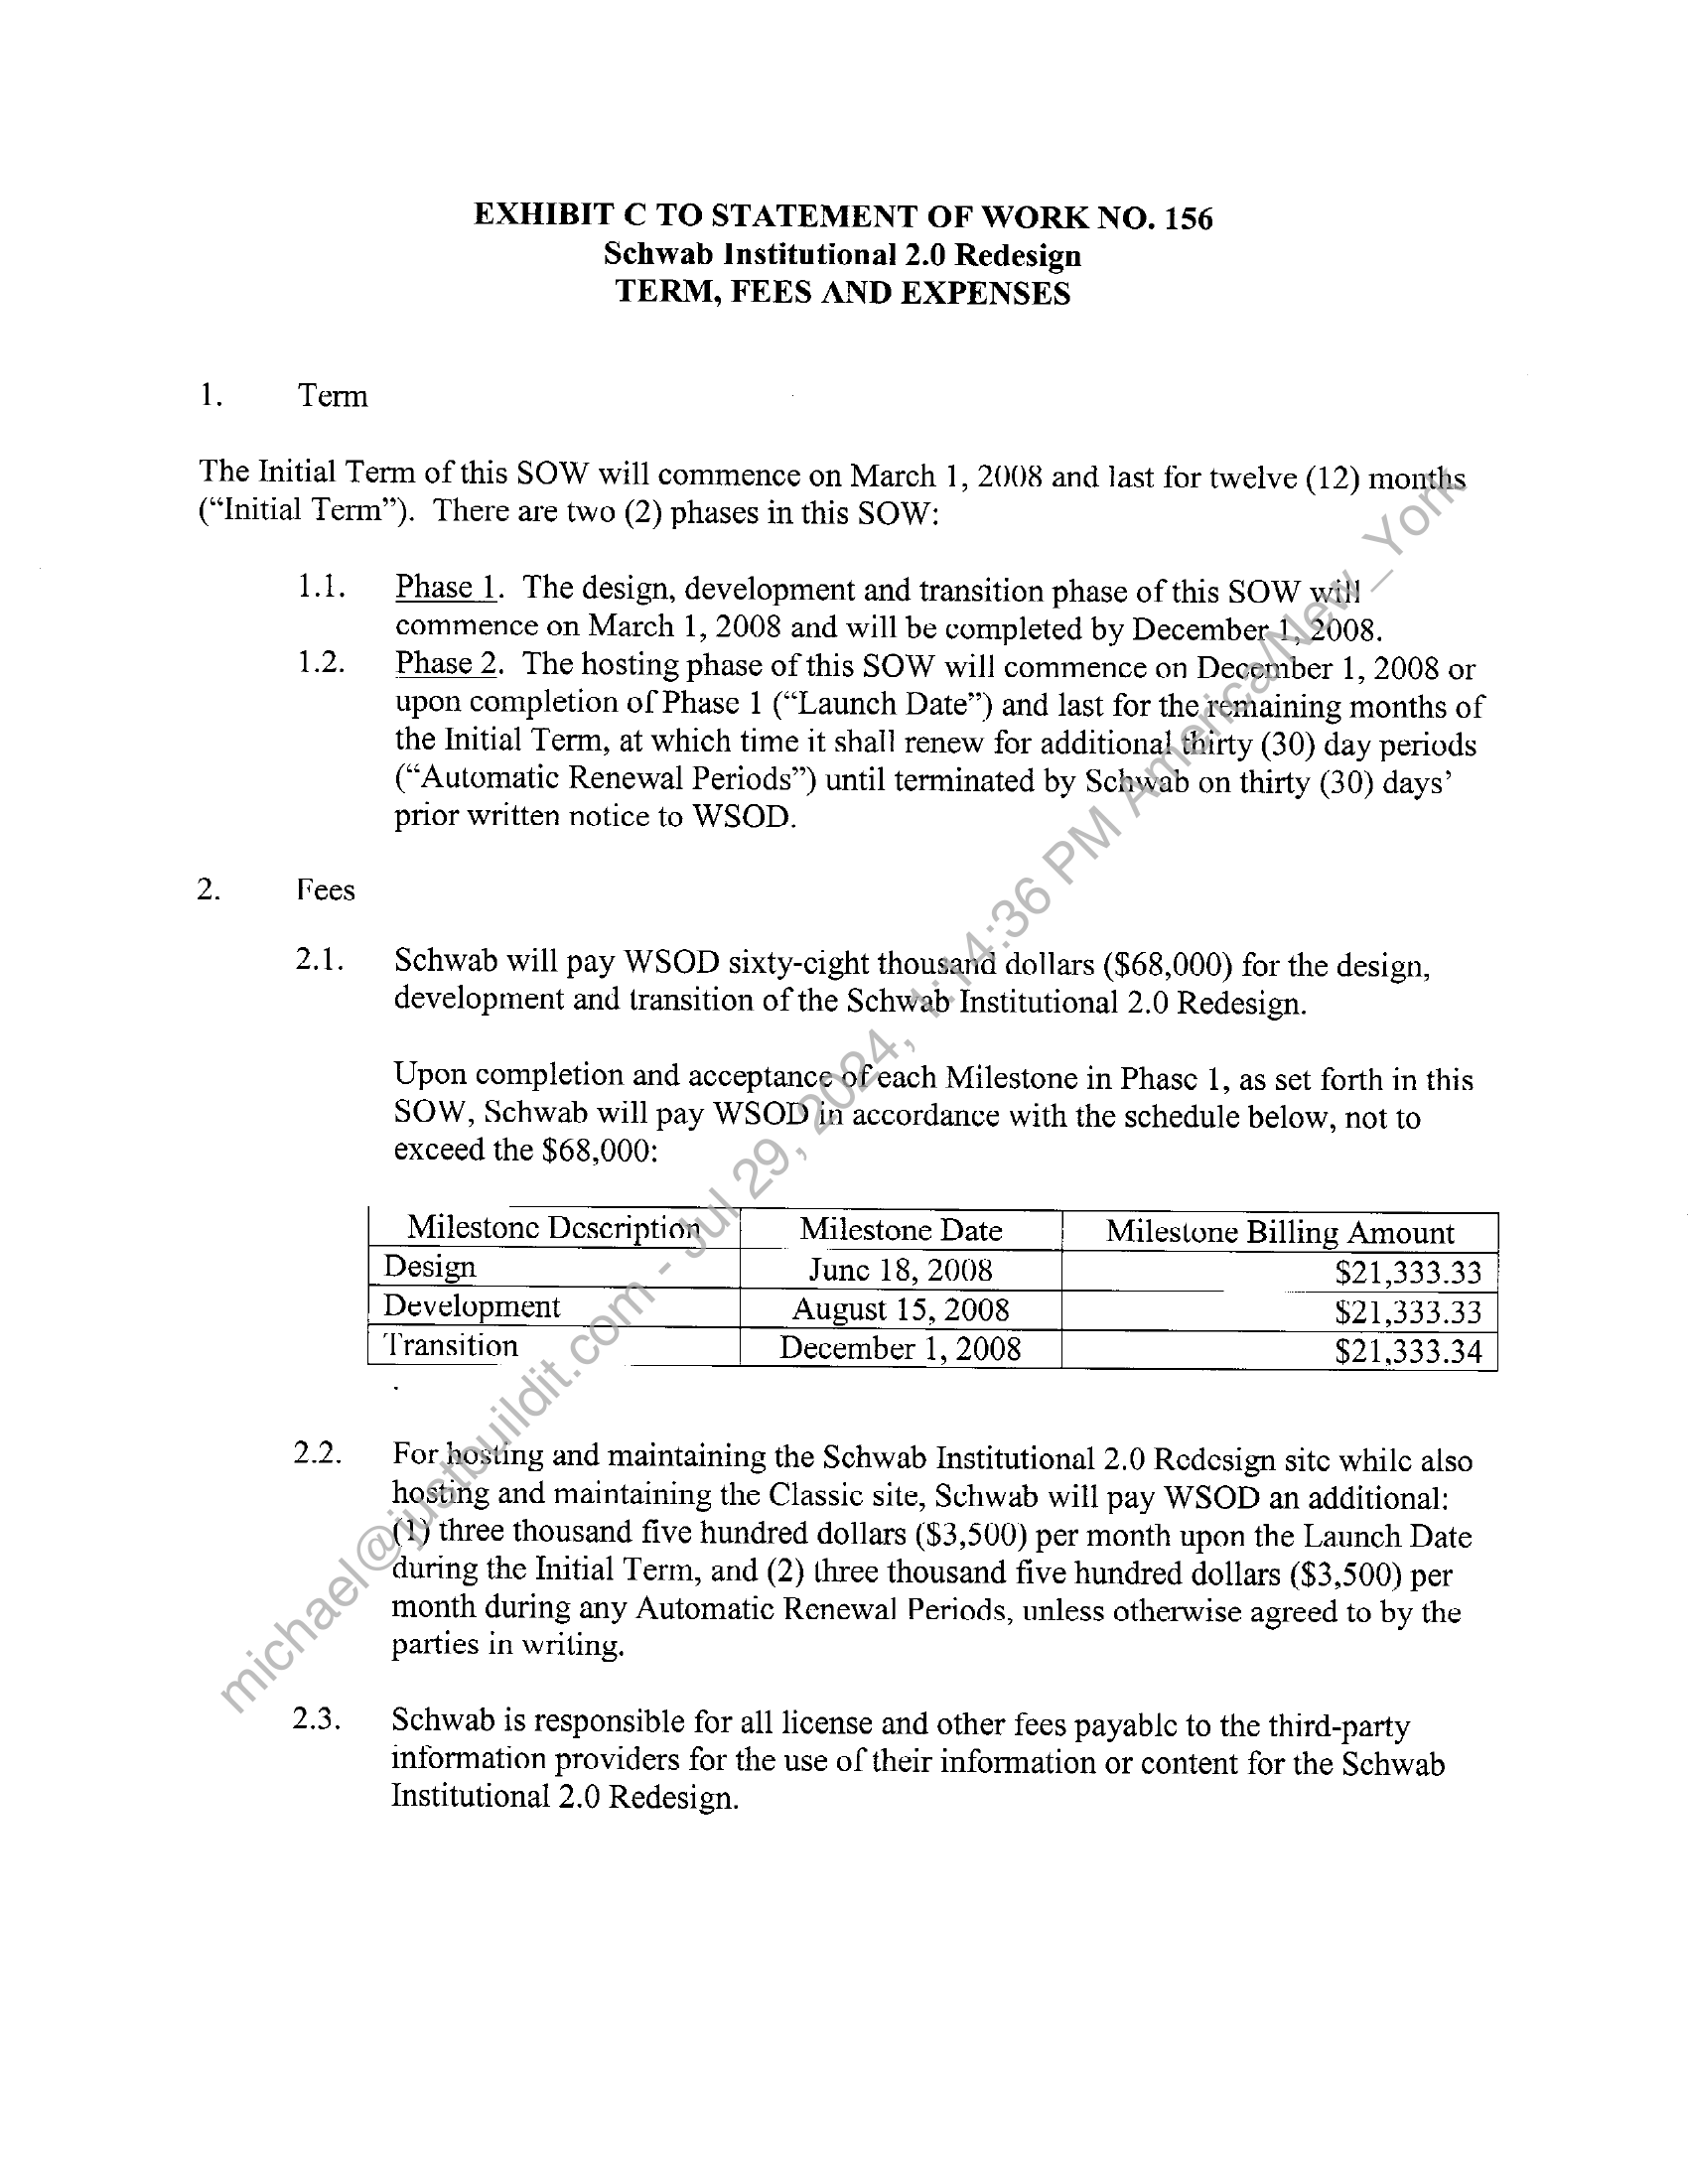 EXHIBIT C TO STATEMENT OF WORK NO. 156
Schwab Institutional 2.0 Redesign
TERM, FEES AND EXPENSES
1. Term
The Initial Term of this SOW will commence on March 1, 2008 and last for twelve (12) months
(“Initial Term”). There are two (2) phases in this SOW:
1.1. Phase 1. The design, development and transition phase of this SOW will
commence on March 1, 2008 and will be completed by December 1, 2008.
1.2. Phase 2. The hosting phase of this SOW will commence on December 1, 2008 or
upon completion of Phase 1 (“Launch Date”) and last for the remaining months of
the Initial Term, at which time it shall renew for additional thirty (30) day periods
(“Automatic Renewal Periods”) until terminated by Schwab on thirty (30) days’
prior written notice to WSOD.
2. Fees
2.1. Schwab will pay WSOD sixty-eight thousand dollars ($68,000) for the design,
development and transition of the Schwab Institutional 2.0 Redesign.
Upon completion and acceptance of each Milestone in Phase 1, as set forth in this
SOW, Schwab will pay WSOD in accordance with the schedule below, not to
exceed the $68,000:
Milestone Description Milestone Date Milestone Billing Amount
Design June 18, 2008 $21,333.33
Development August 15, 2008 $21,333.33
Transition December 1, 2008 $21,333.34
2.2. For hosting and maintaining the Schwab Institutional 2.0 Redesign site while also
hosting and maintaining the Classic site, Schwab will pay WSOD an additional:
(1) three thousand five hundred dollars ($3,500) per month upon the Launch Date
during the Initial Term, and (2) three thousand five hundred dollars ($3,500) per
month during any Automatic Renewal Periods, unless otherwise agreed to by the
parties in writing.
2.3. Schwab is responsible for all license and other fees payable to the third-party
information providers for the use of their information or content for the Schwab
Institutional 2.0 Redesign.
michael@justbuildit.com - Jul 29, 2024, 1:14:36 PM America/New_York